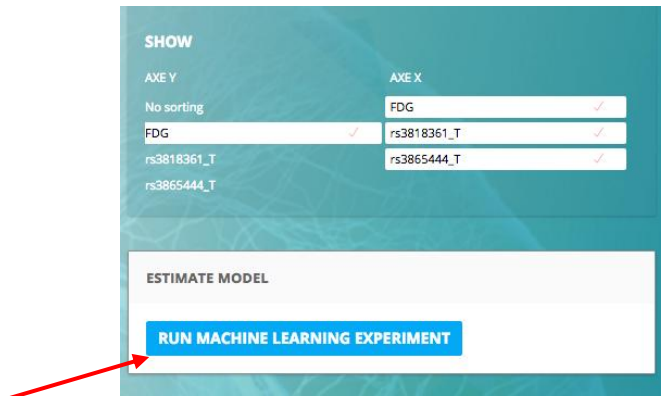 SHOW
AXE Y
AXE X
No sorting
FDG
FDG
rs3818361_T
rs3818361_T
rs3865444_T
rs3865444_T
ESTIMATE MODEL
RUN MACHINE LEARNING EXPERIMENT